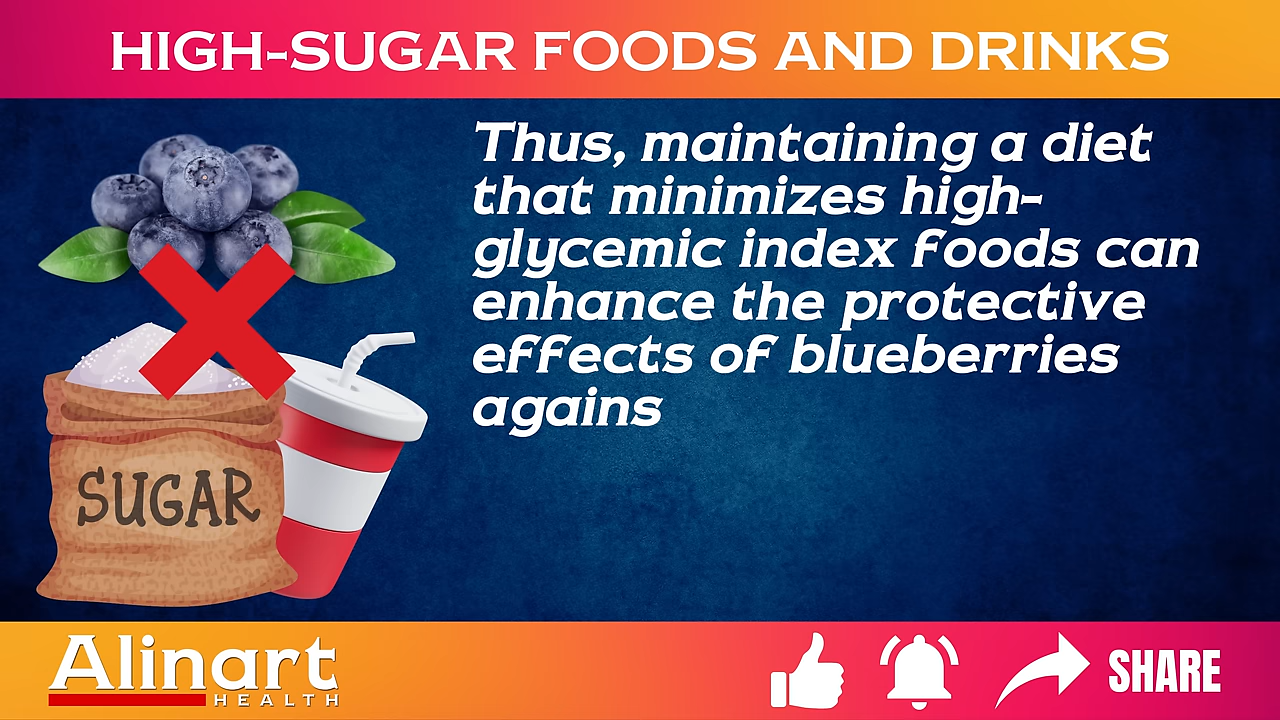 HIGH-SUGAR FOODS AND DRINKS
Thus, maintaining a diet
that minimizes high-
glycemic index foods can
enhance the protective
effects of blueberries
agains
SUGAR
Alinart
HEALTH
SHARE